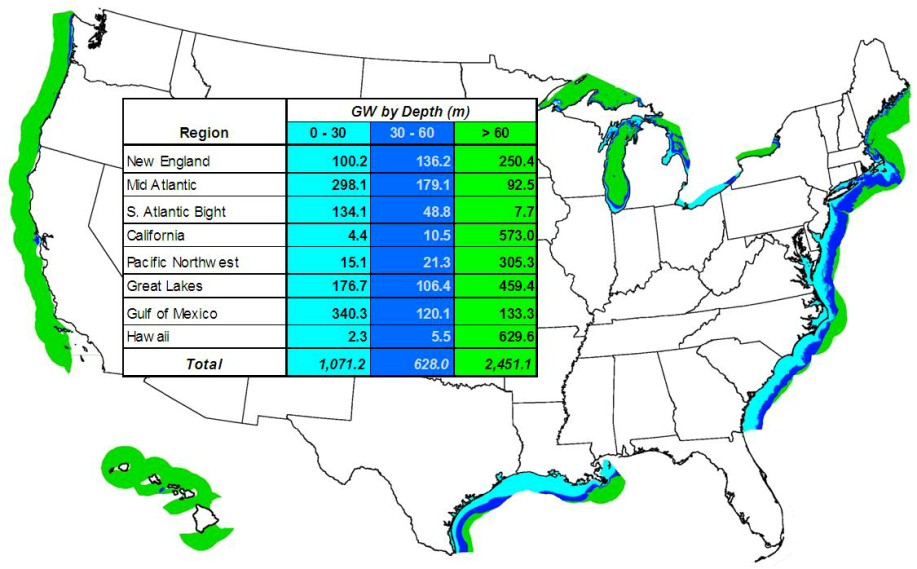 GW by Depth (m)
Region 0 - 30 30 - 60 > 60
New England 100.2 136.2 250.4
Mid Atlantic 298.1 179.1 92.5
S. Atlantic Bight 134.1 48.8 7.7
California 4.4 10.5 573.0
Pacific Northwest 15.1 21.3 305.3
Great Lakes 176.7 106.4 459.4
Gulf of Mexico 340.3 120.1 133.3
Hawaii 2.3 5.5 629.6
Total 1,071.2 628.0 2,451.1